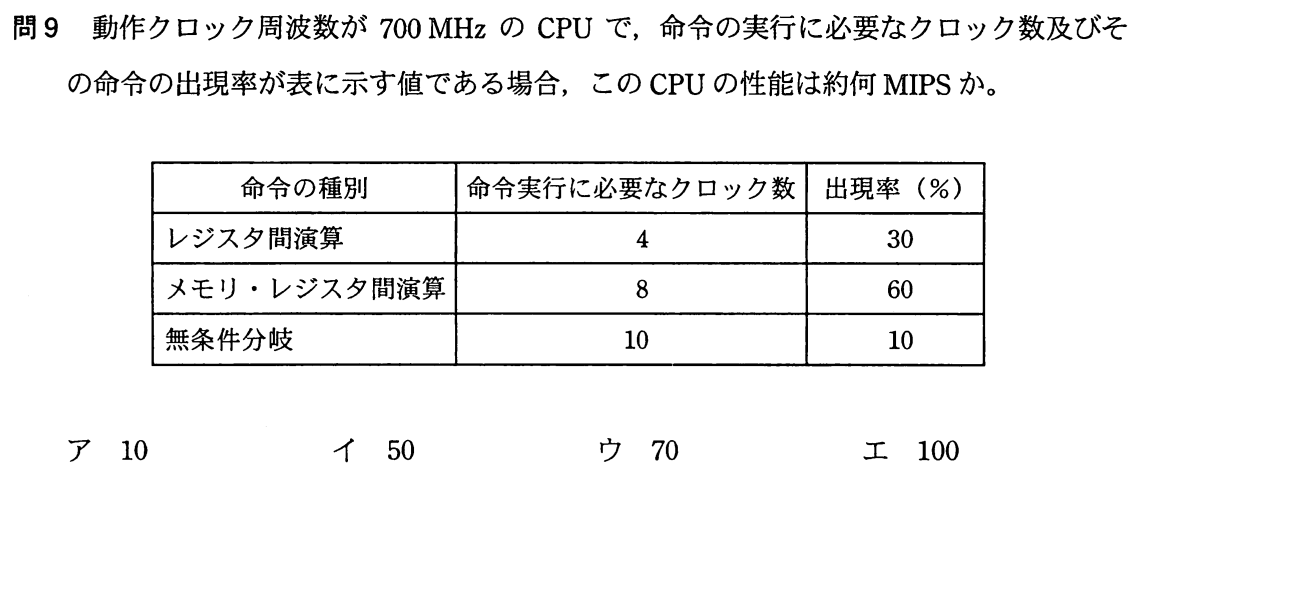 問9 動作クロック周波数が 700 MHz の CPU で，命令の実行に必要なクロック数及びそ
の命令の出現率が表に示す値である場合，この CPU の性能は約何 MIPS か。
命令の種別 命令実行に必要なクロック数 出現率（％）
レジスタ間演算 4 30
メモリ・レジスタ間演算 8 60
無条件分岐 10 10
ア 10 イ 50 ウ 70 エ 100